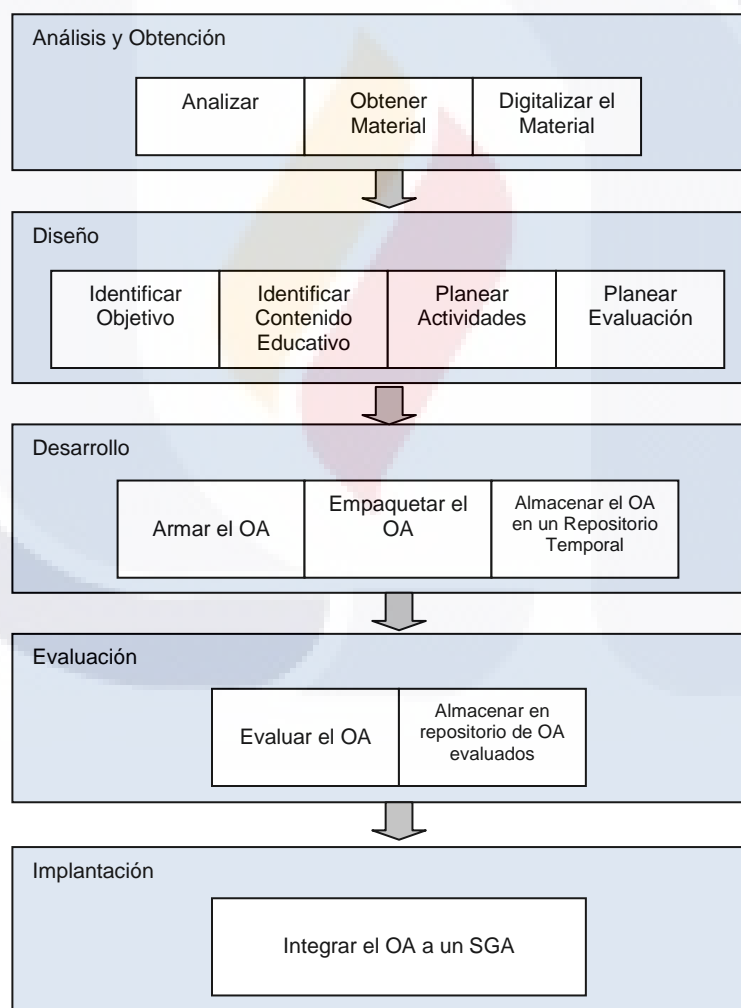 Análisis y Obtención
Analizar
Obtener
Material
Digitalizar el
Material
Diseño
Identificar
Objetivo
Identificar
Contenido
Educativo
Planear
Actividades
Planear
Evaluación
Desarrollo
Armar el OA
Empaquetar el
OA
Almacenar el OA
en un Repositorio
Temporal
Evaluación
Evaluar el OA
Almacenar en
repositorio de OA
evaluados
Implantación
Integrar el OA a un SGA